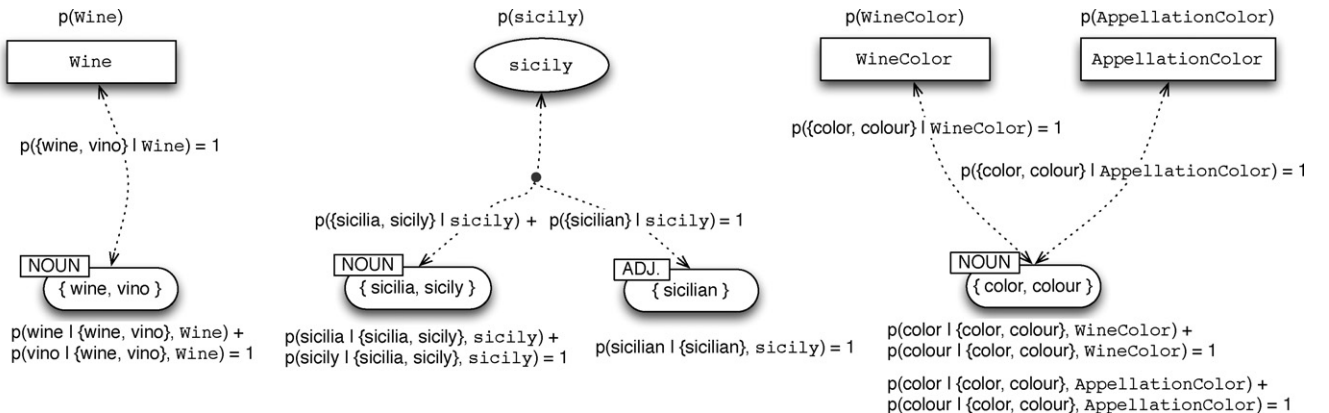 p(Wine)
Wine
p({wine, vino} | Wine) = 1
NOUN
{ wine, vino }
p(wine | {wine, vino}, Wine) +
p(vino | {wine, vino}, Wine) = 1
p(sicily)
sicily
p({sicilia, sicily} | sicily) + p({sicilian} | sicily) = 1
NOUN
{ sicilia, sicily }
p(sicilia | {sicilia, sicily}, sicily) +
p(sicily | {sicilia, sicily}, sicily) = 1
ADJ.
{ sicilian }
p(sicilian | {sicilian}, sicily) = 1
p(WineColor)
WineColor
p(AppellationColor)
AppellationColor
p({color, colour} | WineColor) = 1
p({color, colour} | AppellationColor) = 1
NOUN
{ color, colour }
p(color | {color, colour}, WineColor) +
p(colour | {color, colour}, WineColor) = 1
p(color | {color, colour}, AppellationColor) +
p(colour | {color, colour}, AppellationColor) = 1